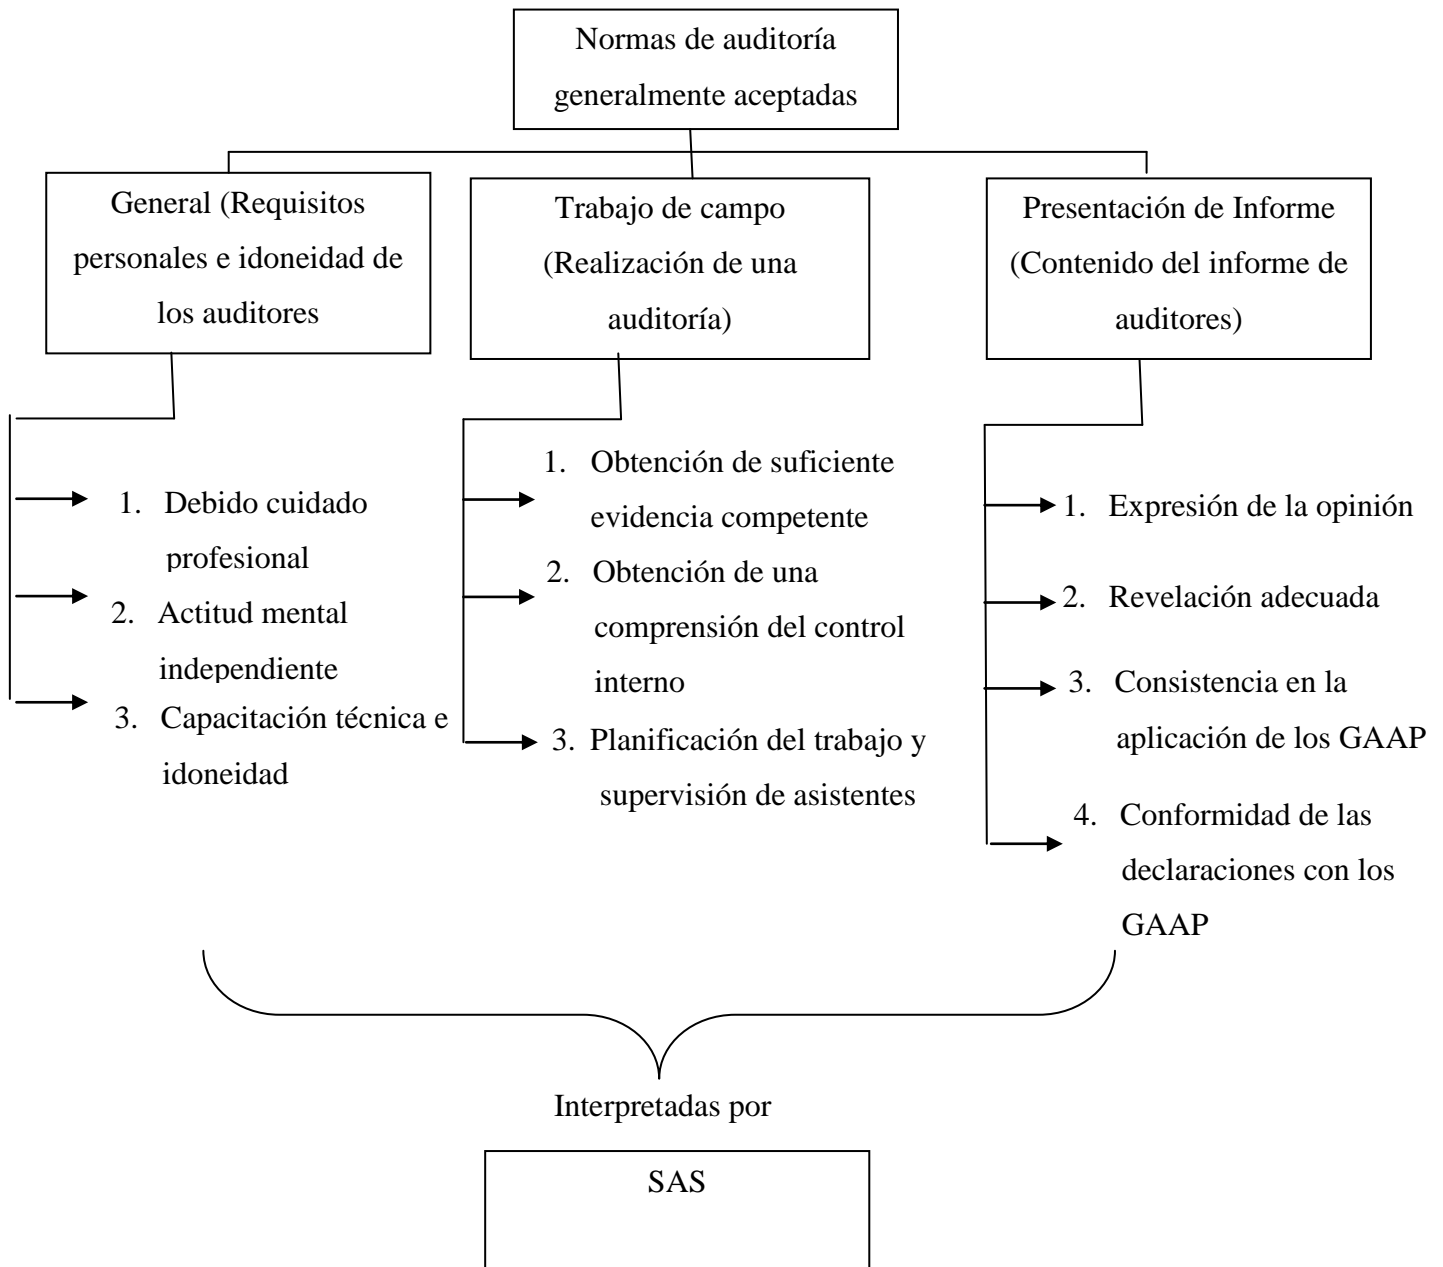 Normas de auditoría
generalmente aceptadas
General (Requisitos
personales e idoneidad de
los auditores
Trabajo de campo
(Realización de una
auditoría)
Presentación de Informe
(Contenido del informe de
auditores)
1. Debido cuidado
profesional
2. Actitud mental
independiente
3. Capacitación técnica e
idoneidad
1. Obtención de suficiente
evidencia competente
2. Obtención de una
comprensión del control
interno
3. Planificación del trabajo y
supervisión de asistentes
1. Expresión de la opinión
2. Revelación adecuada
3. Consistencia en la
aplicación de los GAAP
4. Conformidad de las
declaraciones con los
GAAP
Interpretadas por
SAS